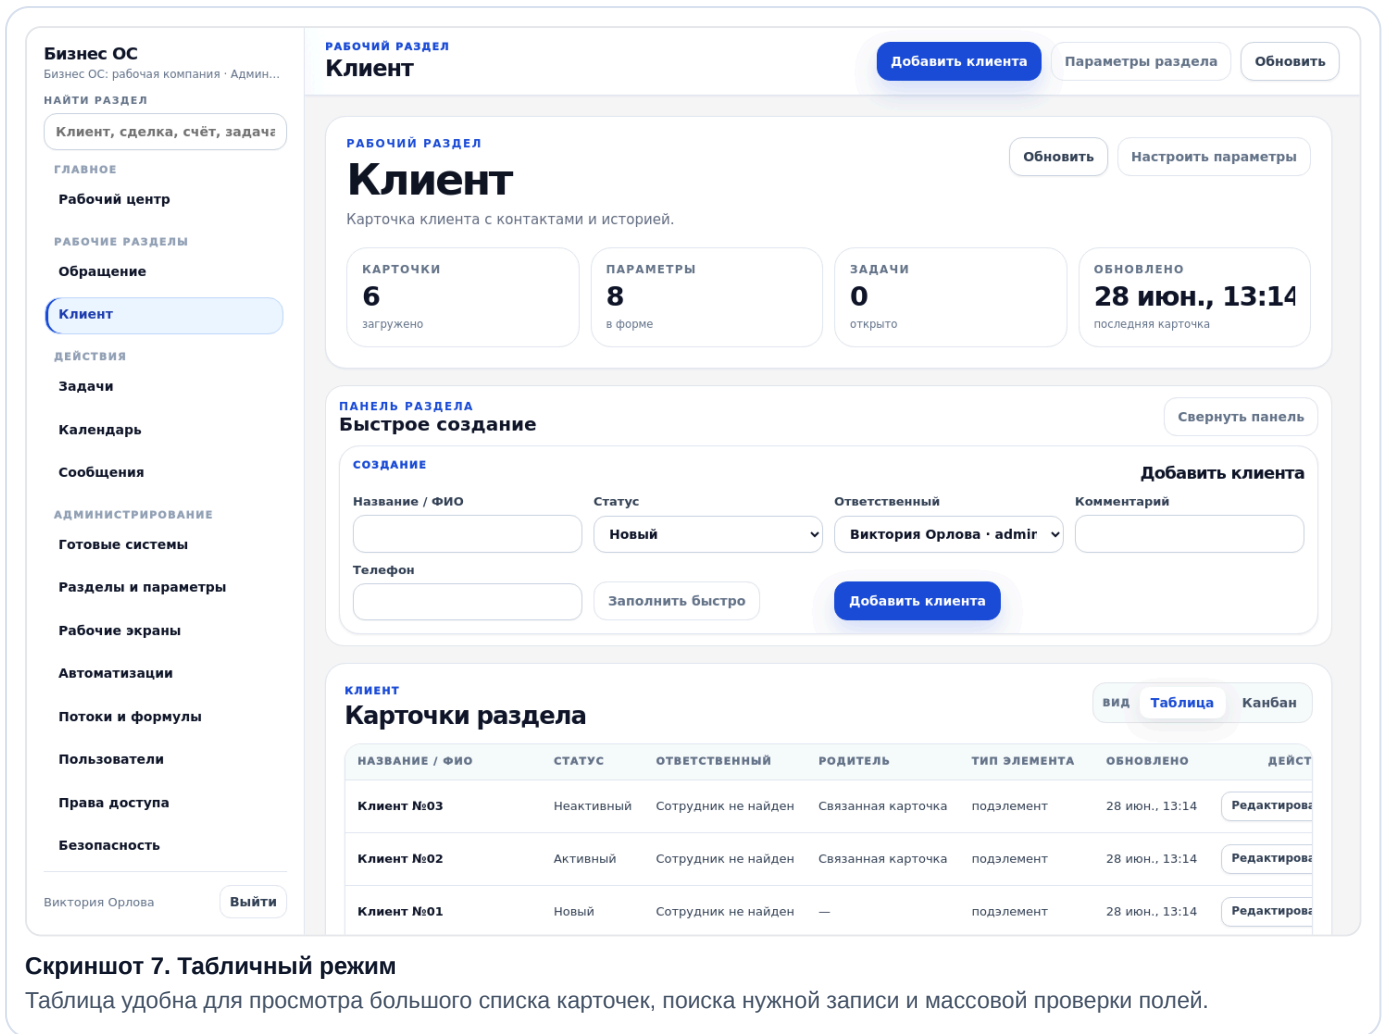 Бизнес ОС
Бизнес ОС: рабочая компания · Админ…
НАЙТИ РАЗДЕЛ
Клиент, сделка, счёт, задача
ГЛАВНОЕ
Рабочий центр
РАБОЧИЕ РАЗДЕЛЫ
Обращение
Клиент
ДЕЙСТВИЯ
Задачи
Календарь
Сообщения
АДМИНИСТРИРОВАНИЕ
Готовые системы
Разделы и параметры
Рабочие экраны
Автоматизации
Потоки и формулы
Пользователи
Права доступа
Безопасность
Виктория Орлова
Выйти
РАБОЧИЙ РАЗДЕЛ
Клиент
Добавить клиента
Параметры раздела
Обновить
РАБОЧИЙ РАЗДЕЛ
Клиент
Карточка клиента с контактами и историей.
Обновить
Настроить параметры
КАРТОЧКИ
6
загружено
ПАРАМЕТРЫ
8
в форме
ЗАДАЧИ
0
открыто
ОБНОВЛЕНО
28 июн., 13:14
последняя карточка
ПАНЕЛЬ РАЗДЕЛА
Быстрое создание
Свернуть панель
СОЗДАНИЕ
Добавить клиента
Название / ФИО
Статус
Новый
Ответственный
Виктория Орлова · admin
Комментарий
Телефон
Заполнить быстро
Добавить клиента
КЛИЕНТ
Карточки раздела
ВИД Таблица Канбан
НАЗВАНИЕ / ФИО СТАТУС ОТВЕТСТВЕННЫЙ РОДИТЕЛЬ ТИП ЭЛЕМЕНТА ОБНОВЛЕНО ДЕЙСТ
Клиент №03 Неактивный Сотрудник не найден Связанная карточка подэлемент 28 июн., 13:14 Редактирова
Клиент №02 Активный Сотрудник не найден Связанная карточка подэлемент 28 июн., 13:14 Редактирова
Клиент №01 Новый Сотрудник не найден — подэлемент 28 июн., 13:14 Редактирова
Скриншот 7. Табличный режим
Таблица удобна для просмотра большого списка карточек, поиска нужной записи и массовой проверки полей.